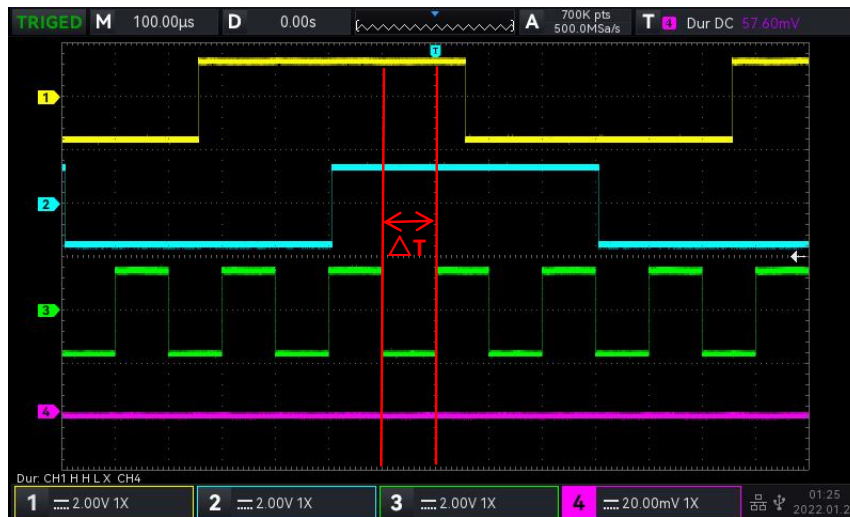 TRIGED M 100.00μs D 0.00s A 700K pts 500.0MSa/s T 4 Dur DC 57.60mV
T
1
2
△T
3
4
Dur: CH1 H H L X CH4
1 2.00V 1X 2 2.00V 1X 3 2.00V 1X 4 20.00mV 1X 01:25
2022.01.2